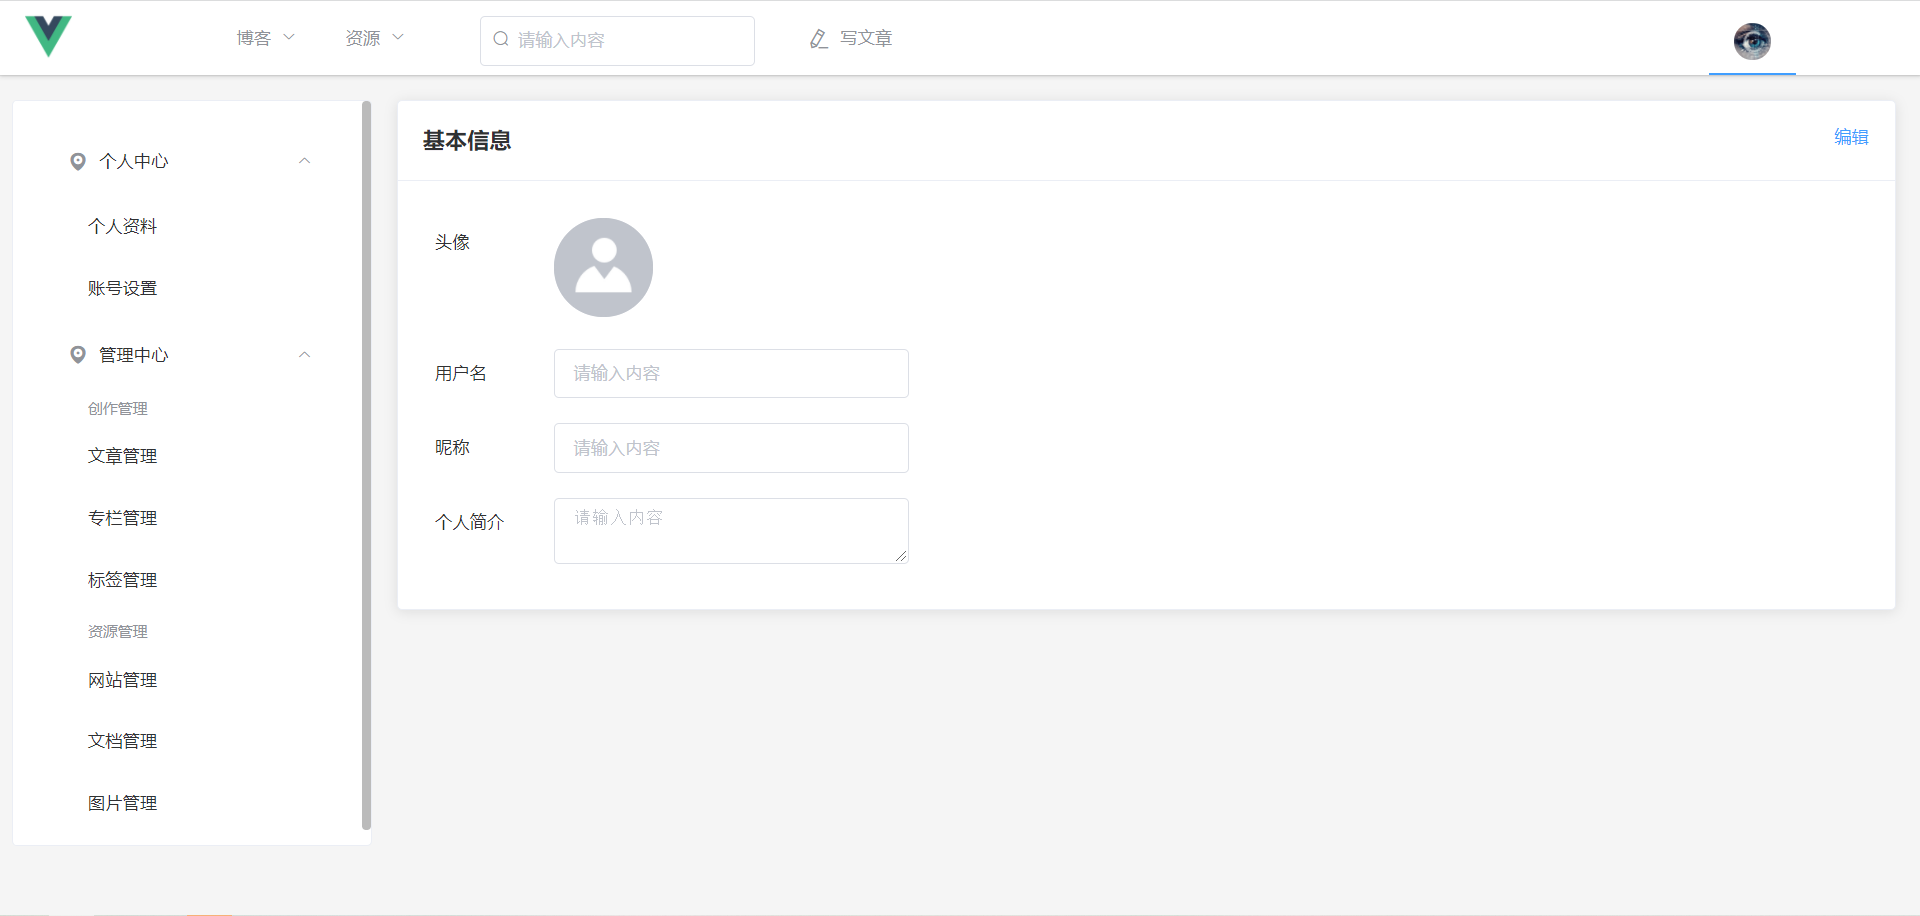 博客
资源
请输入内容
写文章
个人中心
个人资料
账号设置
管理中心
创作管理
文章管理
专栏管理
标签管理
资源管理
网站管理
文档管理
图片管理
基本信息
编辑
头像
用户名
请输入内容
昵称
请输入内容
个人简介
请输入内容